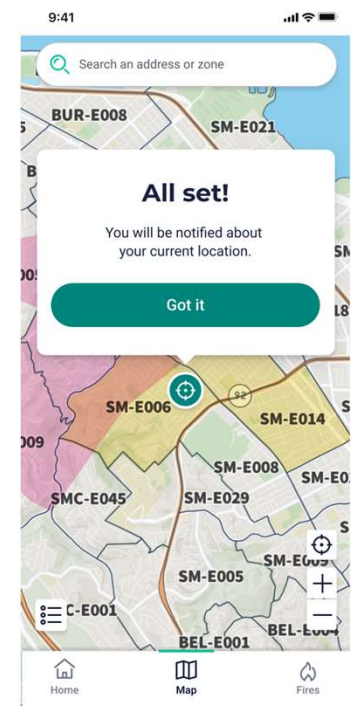 9:41
Search an address or zone
BUR-E008
SM-E021
All set!
You will be notified about
your current location.
Got it
92
SM-E006
SM-E014
SM-E008
SMC-E045
SM-E029
SM-E005
BEL-E001
Home
Map
Fires